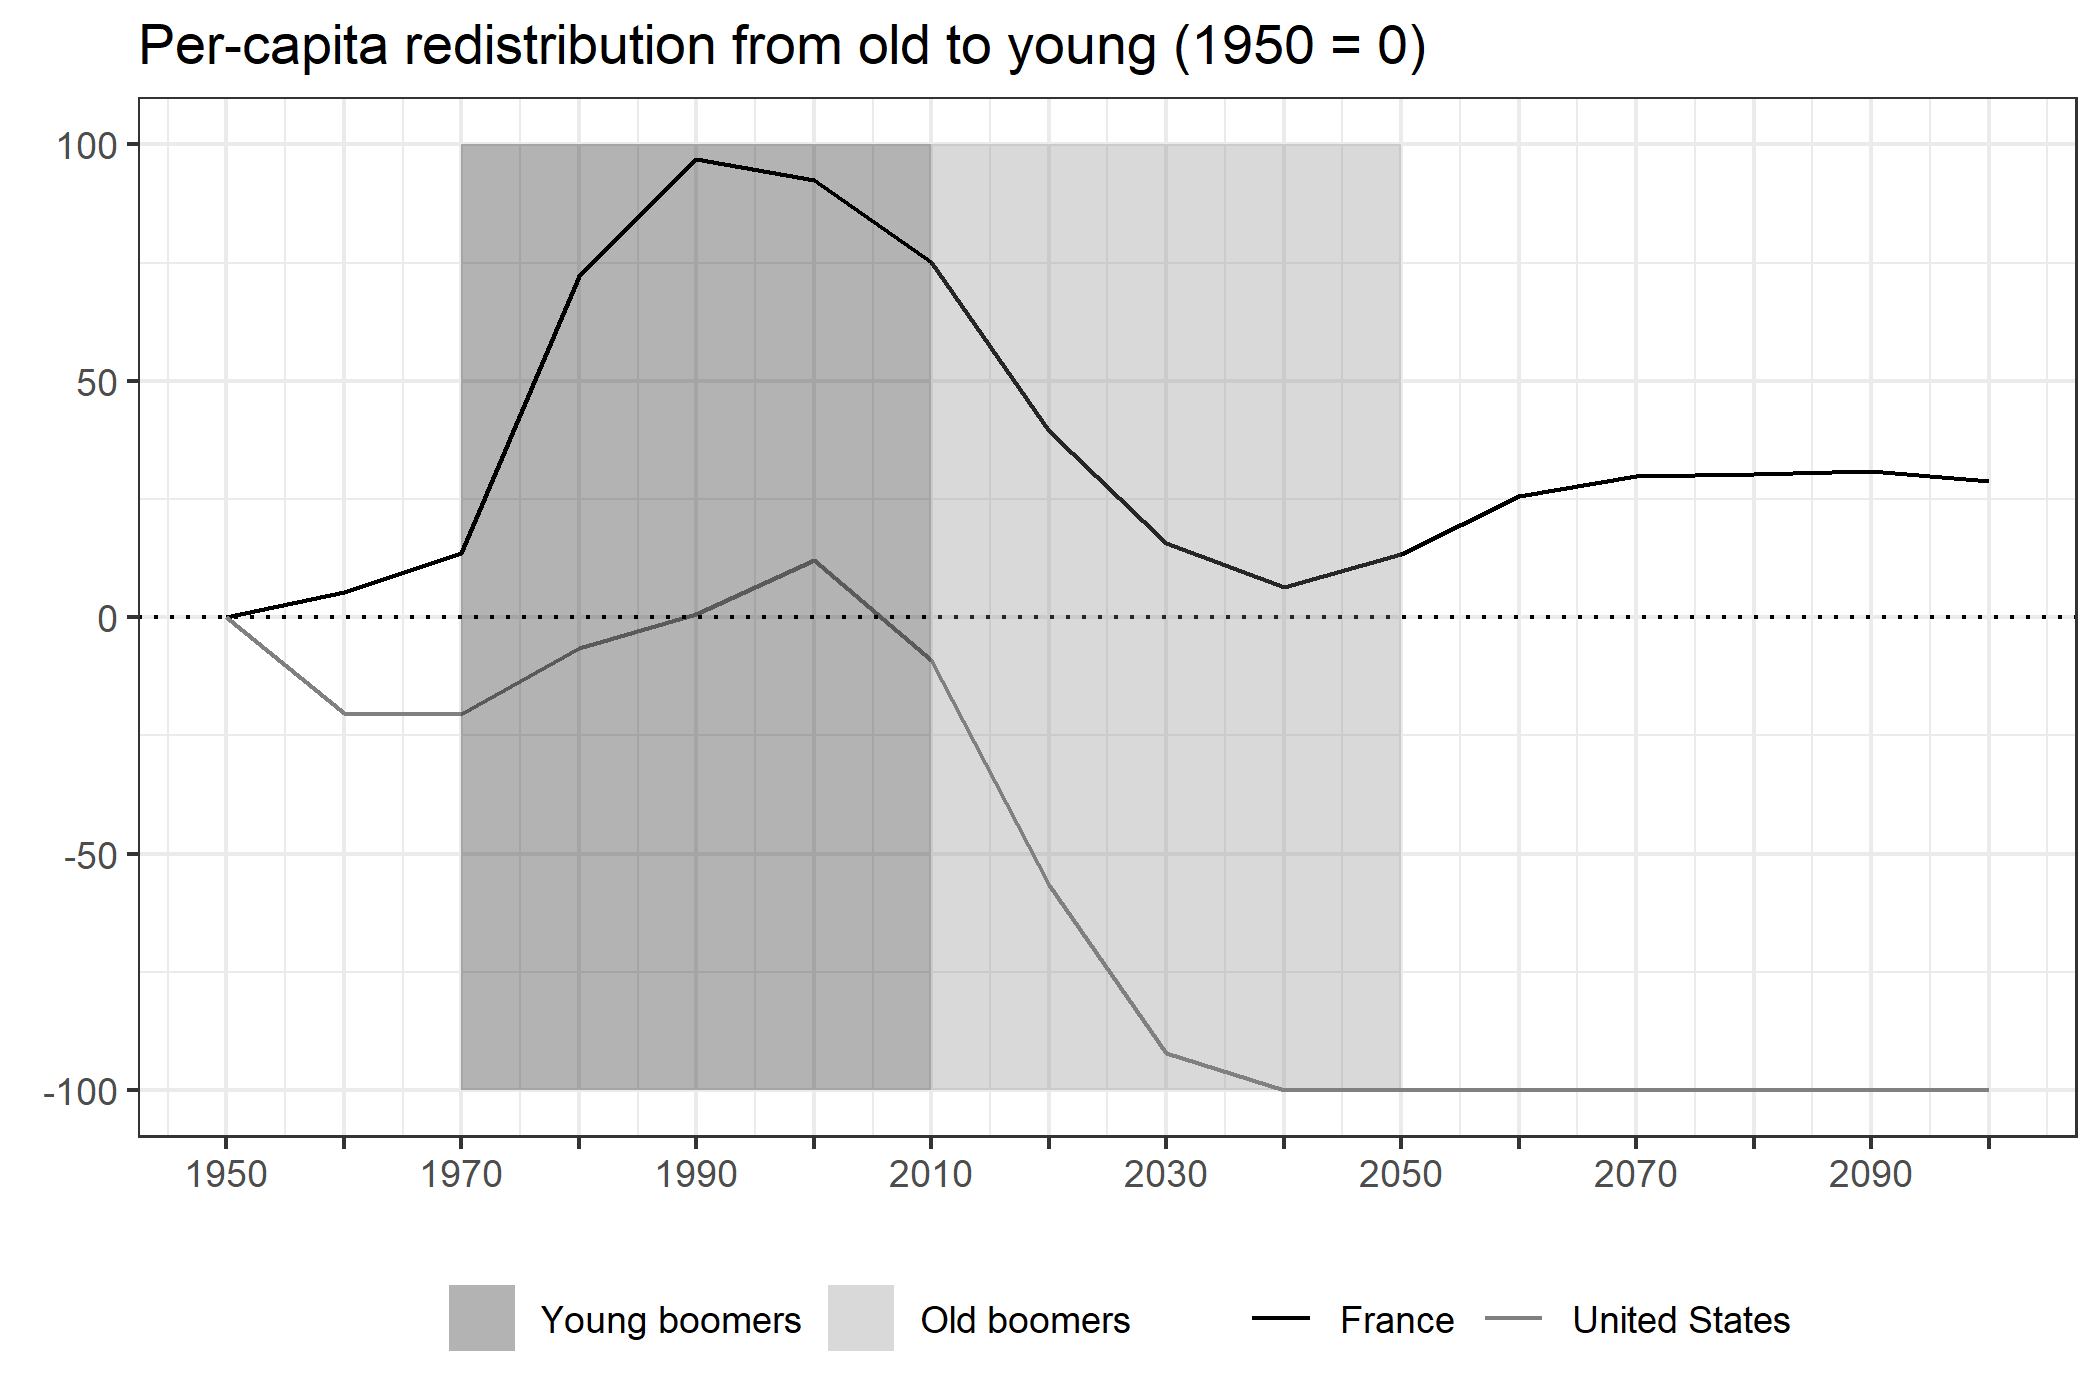 Per-capita redistribution from old to young (1950 = 0)
100
50
0
-50
-100
1950 1970 1990 2010 2030 2050 2070 2090
Young boomers Old boomers France United States